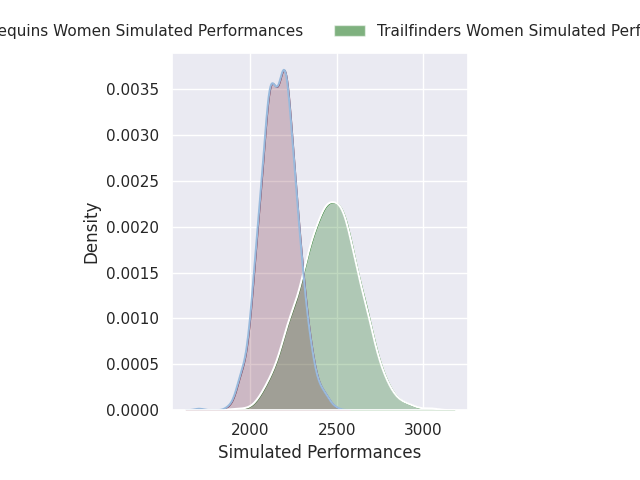 equins Women Simulated Performances
Trailfinders Women Simulated Perf
0.0035
0.0030
0.0025
0.0020
0.0015
0.0010
0.0005
0.0000
Density
2000 2500 3000
Simulated Performances